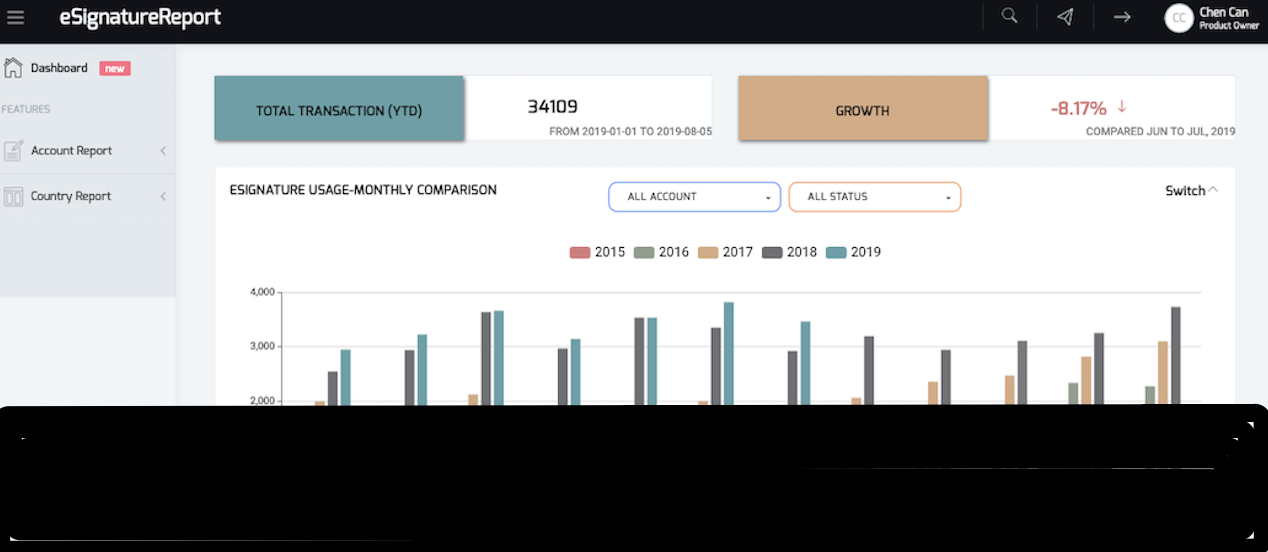 eSignatureReport
CC
Chen Can
Product Owner
Dashboard new
FEATURES
Account Report
Country Report
TOTAL TRANSACTION (YTD)
34109
FROM 2019-01-01 TO 2019-08-05
GROWTH
-8.17% ↓
COMPARED JUN TO JUL, 2019
ESIGNATURE USAGE-MONTHLY COMPARISON
ALL ACCOUNT
ALL STATUS
Switch
2015 2016 2017 2018 2019
4,000
3,000
2,000